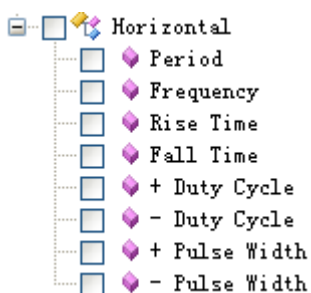 Horizontal
Period
Frequency
Rise Time
Fall Time
+ Duty Cycle
- Duty Cycle
+ Pulse Width
- Pulse Width